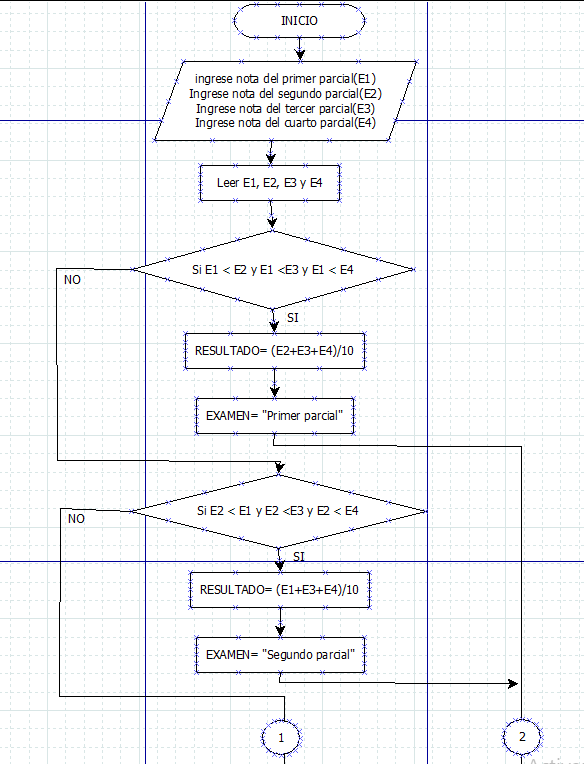 INICIO
ingrese nota del primer parcial(E1)
Ingrese nota del segundo parcial(E2)
Ingrese nota del tercer parcial(E3)
Ingrese nota del cuarto parcial(E4)
Leer E1, E2, E3 y E4
Si E1 < E2 y E1 <E3 y E1 < E4
NO
SI
RESULTADO= (E2+E3+E4)/10
EXAMEN= "Primer parcial"
Si E2 < E1 y E2 <E3 y E2 < E4
NO
SI
RESULTADO= (E1+E3+E4)/10
EXAMEN= "Segundo parcial"
1
2